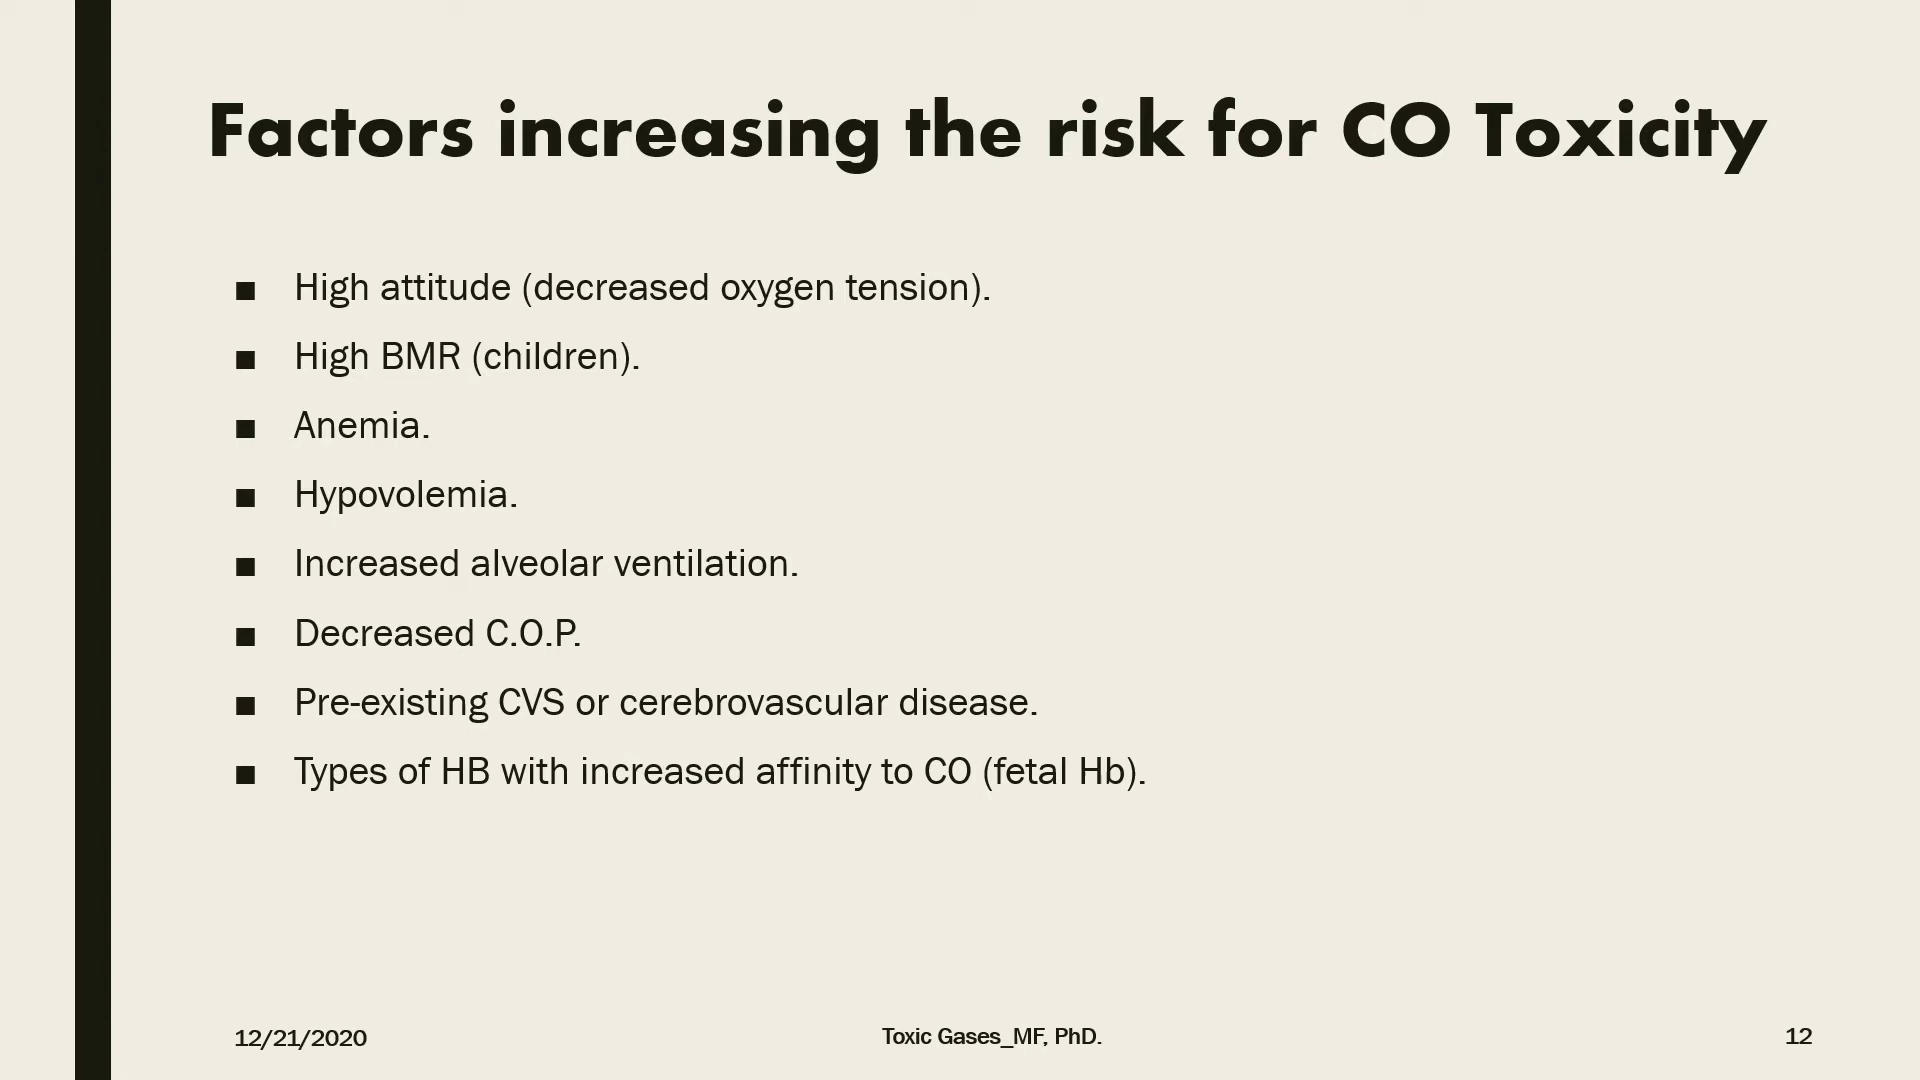 Factors increasing the risk for CO Toxicity
■ High attitude (decreased oxygen tension).
■ High BMR (children).
■ Anemia.
■ Hypovolemia.
■ Increased alveolar ventilation.
■ Decreased C.O.P.
■ Pre-existing CVS or cerebrovascular disease.
■ Types of HB with increased affinity to CO (fetal Hb).
12/21/2020
Toxic Gases_MF, PhD.
12